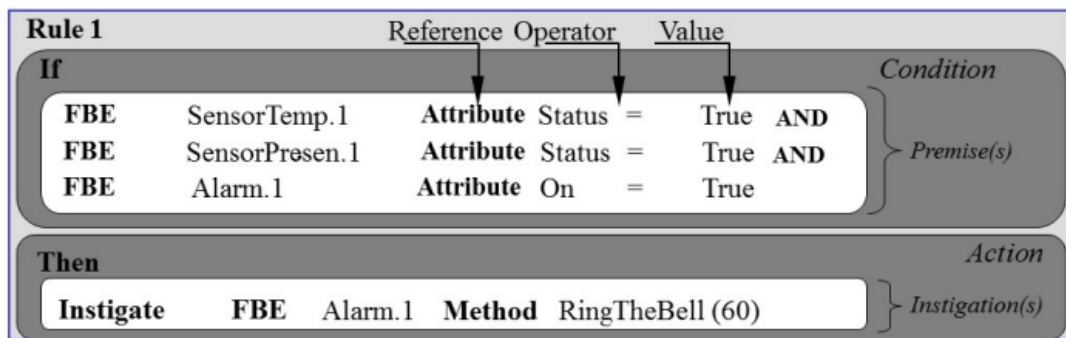 Rule 1 Reference Operator Value
If Condition
FBE SensorTemp.1 Attribute Status = True AND
FBE SensorPresen.1 Attribute Status = True AND
Premise(s)
FBE Alarm.1 Attribute On = True
Action
Then
Instigate FBE Alarm.1 Method RingTheBell (60) Instigation(s)